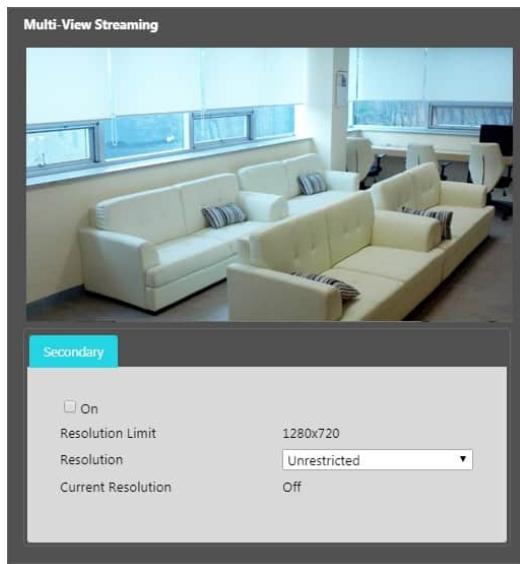 Multi-View Streaming
Secondary
On
Resolution Limit 1280x720
Resolution Unrestricted
Current Resolution Off